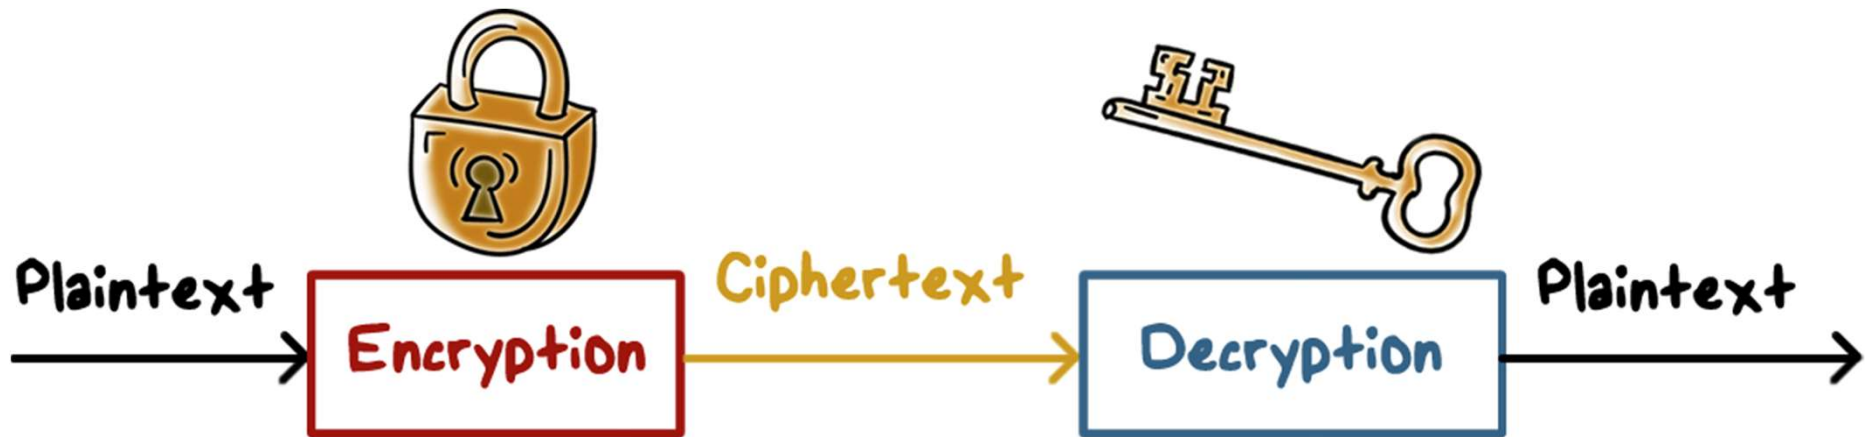 Plaintext
Encryption
Ciphertext
Decryption
Plaintext